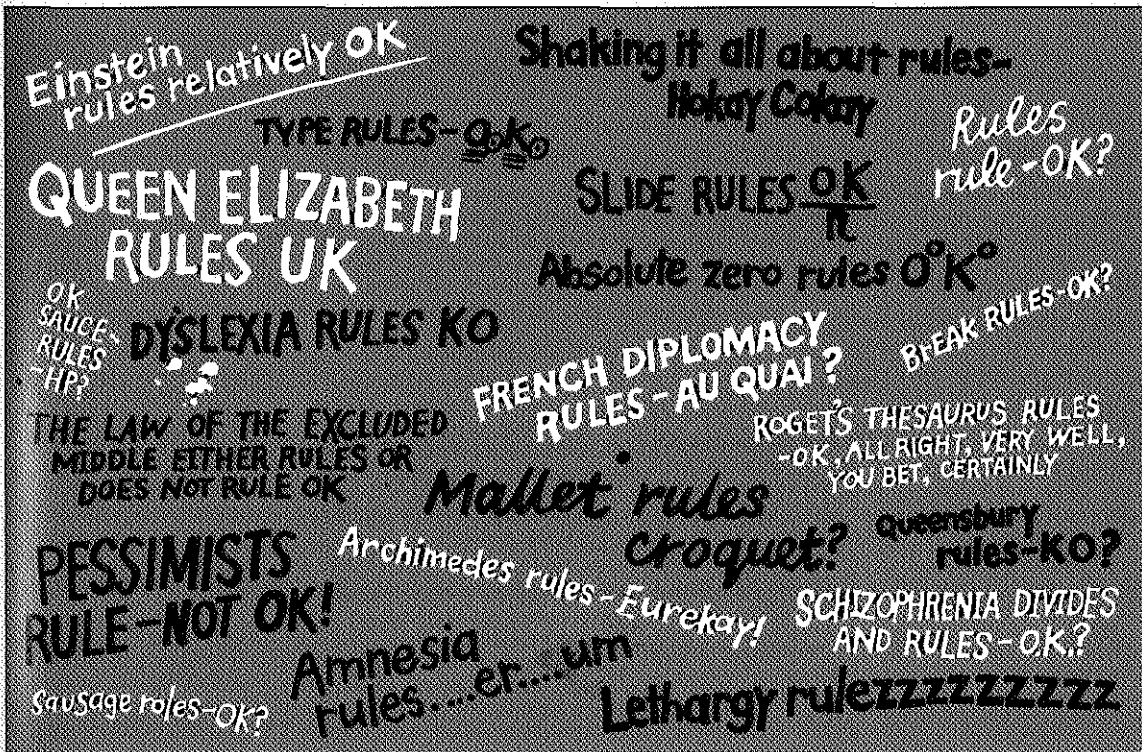 Einstein
rules relatively OK
Shaking it all about rules-
Hokay Cokay
TYPE RULES - g.k.
Rules
rule - OK?
QUEEN ELIZABETH
RULES UK
SLIDE RULES OK
π
Absolute zero rules 0°K°
OK
SAUCE-
RULES
-HP?
DYSLEXIA RULES KO
BrEAK RULES-OK?
FRENCH DIPLOMACY
RULES - AU QUAI?
THE LAW OF THE EXCLUDED
MIDDLE EITHER RULES OR
DOES NOT RULE OK
ROGET'S THESAURUS RULES
-OK, ALL RIGHT, VERY WELL,
YOU BET, CERTAINLY
Mallet rules
croquet?
Queensbury
rules-KO?
PESSIMISTS
RULE-NOT OK!
Archimedes rules - Eurekay!
SCHIZOPHRENIA DIVIDES
AND RULES - O.K.?
Amnesia
rules....er....um
Sausage roles-OK?
Lethargy rulezzzzzzzzz